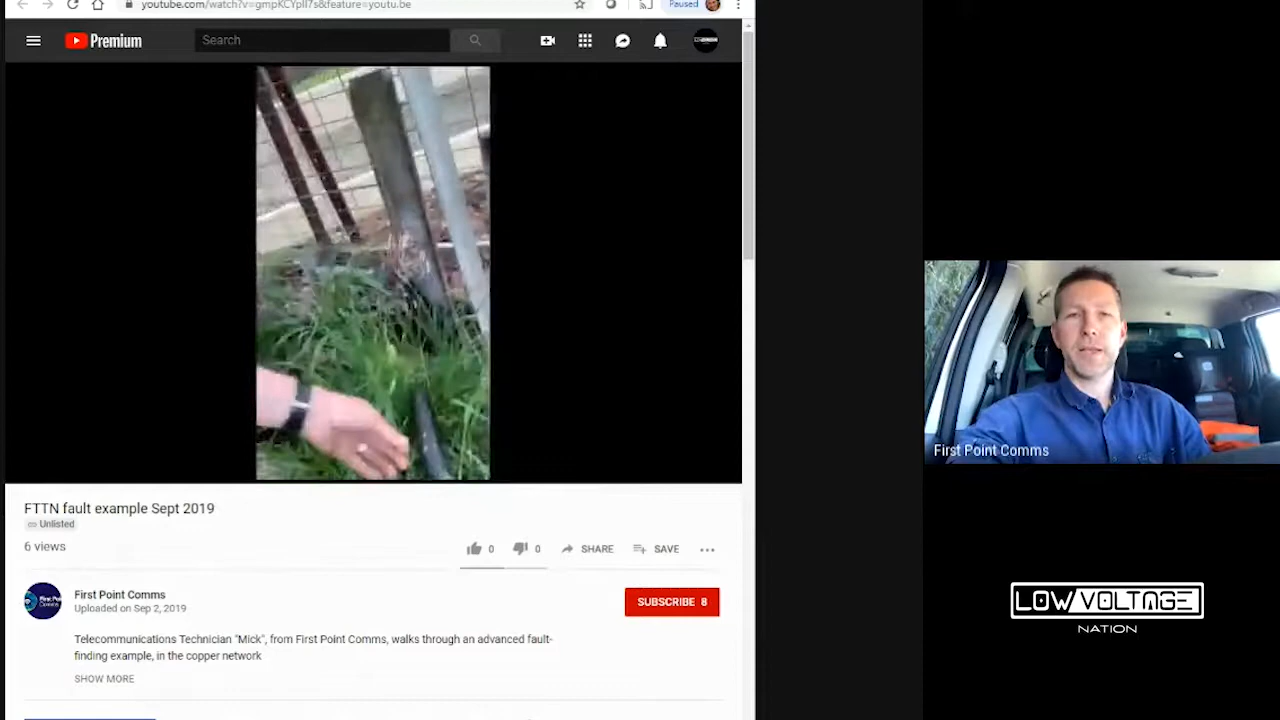 youtube.com/watch?v=gmpKCYpII7s&feature=youtu.be
Paused
Premium
Search
FTTN fault example Sept 2019
Unlisted
6 views
0
0
SHARE
SAVE
First Point Comms
Uploaded on Sep 2, 2019
SUBSCRIBE 8
Telecommunications Technician "Mick", from First Point Comms, walks through an advanced fault-
finding example, in the copper network
SHOW MORE
First Point Comms
LOW VOLTAGE
NATION